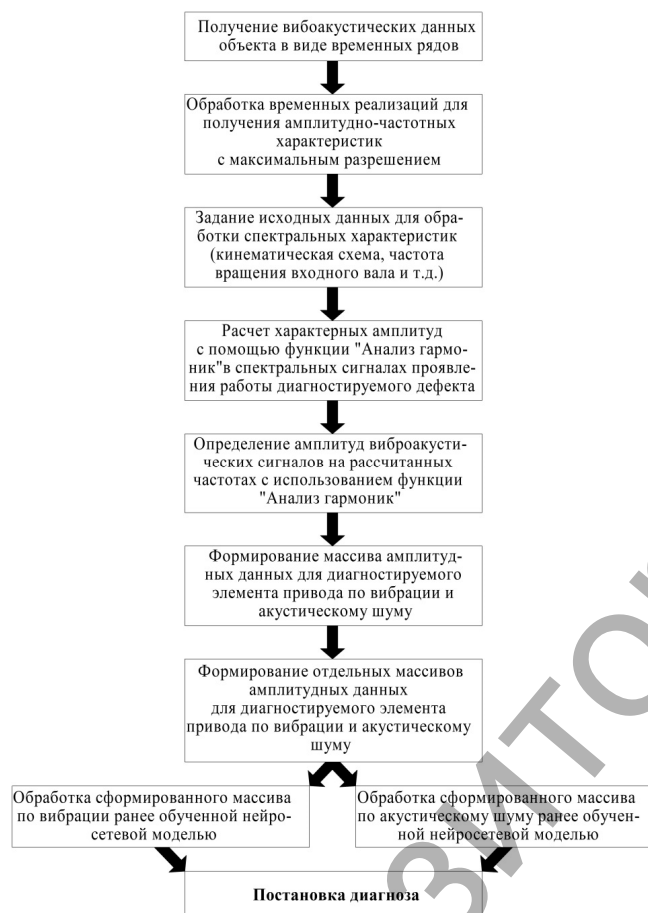 Получение вибоакустических данных
объекта в виде временных рядов
Обработка временных реализаций для
получения амплитудно-частотных
характеристик
с максимальным разрешением
Задание исходных данных для обра-
ботки спектральных характеристик
(кинематическая схема, частота
вращения входного вала и т.д.)
Расчет характерных амплитуд
с помощью функции "Анализ гармо-
ник"в спектральных сигналах проявле-
ния работы диагностируемого дефекта
Определение амплитуд виброакусти-
ческих сигналов на рассчитанных
частотах с использованием функции
"Анализ гармоник"
Формирование массива амплитуд-
ных данных для диагностируемого
элемента привода по вибрации и
акустическому шуму
Формирование отдельных массивов
амплитудных данных
для диагностируемого элемента
привода по вибрации и акустическому
шуму
Обработка сформированного массива
по вибрации ранее обученной нейро-
сетевой моделью
Обработка сформированного массива
по акустическому шуму ранее обучен-
ной нейросетевой моделью
Постановка диагноза
ЗИТО